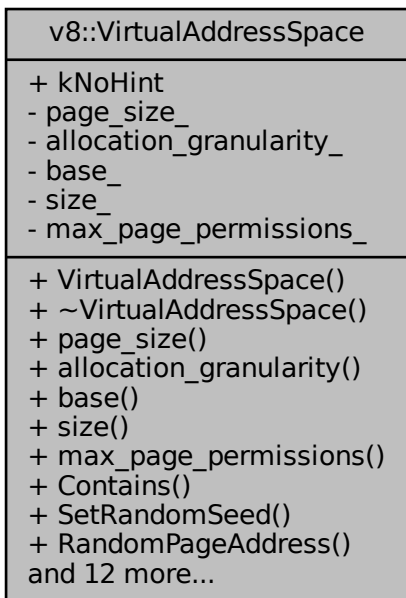 v8::VirtualAddressSpace
+ kNoHint
- page_size_
- allocation_granularity_
- base_
- size_
- max_page_permissions_
+ VirtualAddressSpace()
+ ~VirtualAddressSpace()
+ page_size()
+ allocation_granularity()
+ base()
+ size()
+ max_page_permissions()
+ Contains()
+ SetRandomSeed()
+ RandomPageAddress()
and 12 more...